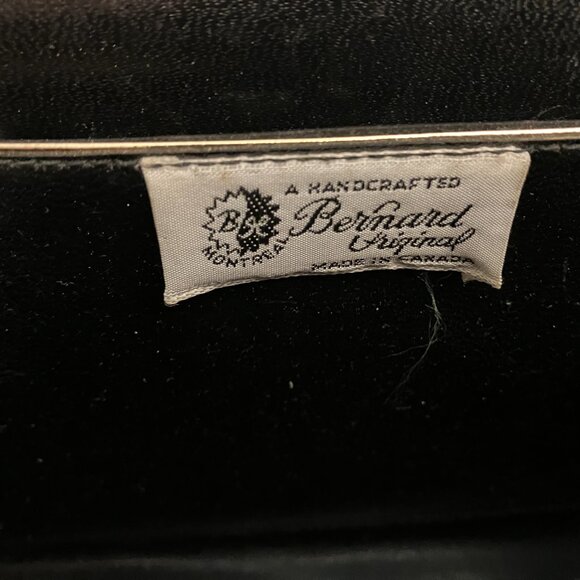 A HANDCRAFTED
Bernard
Original
MADE IN CANADA
MONTREAL